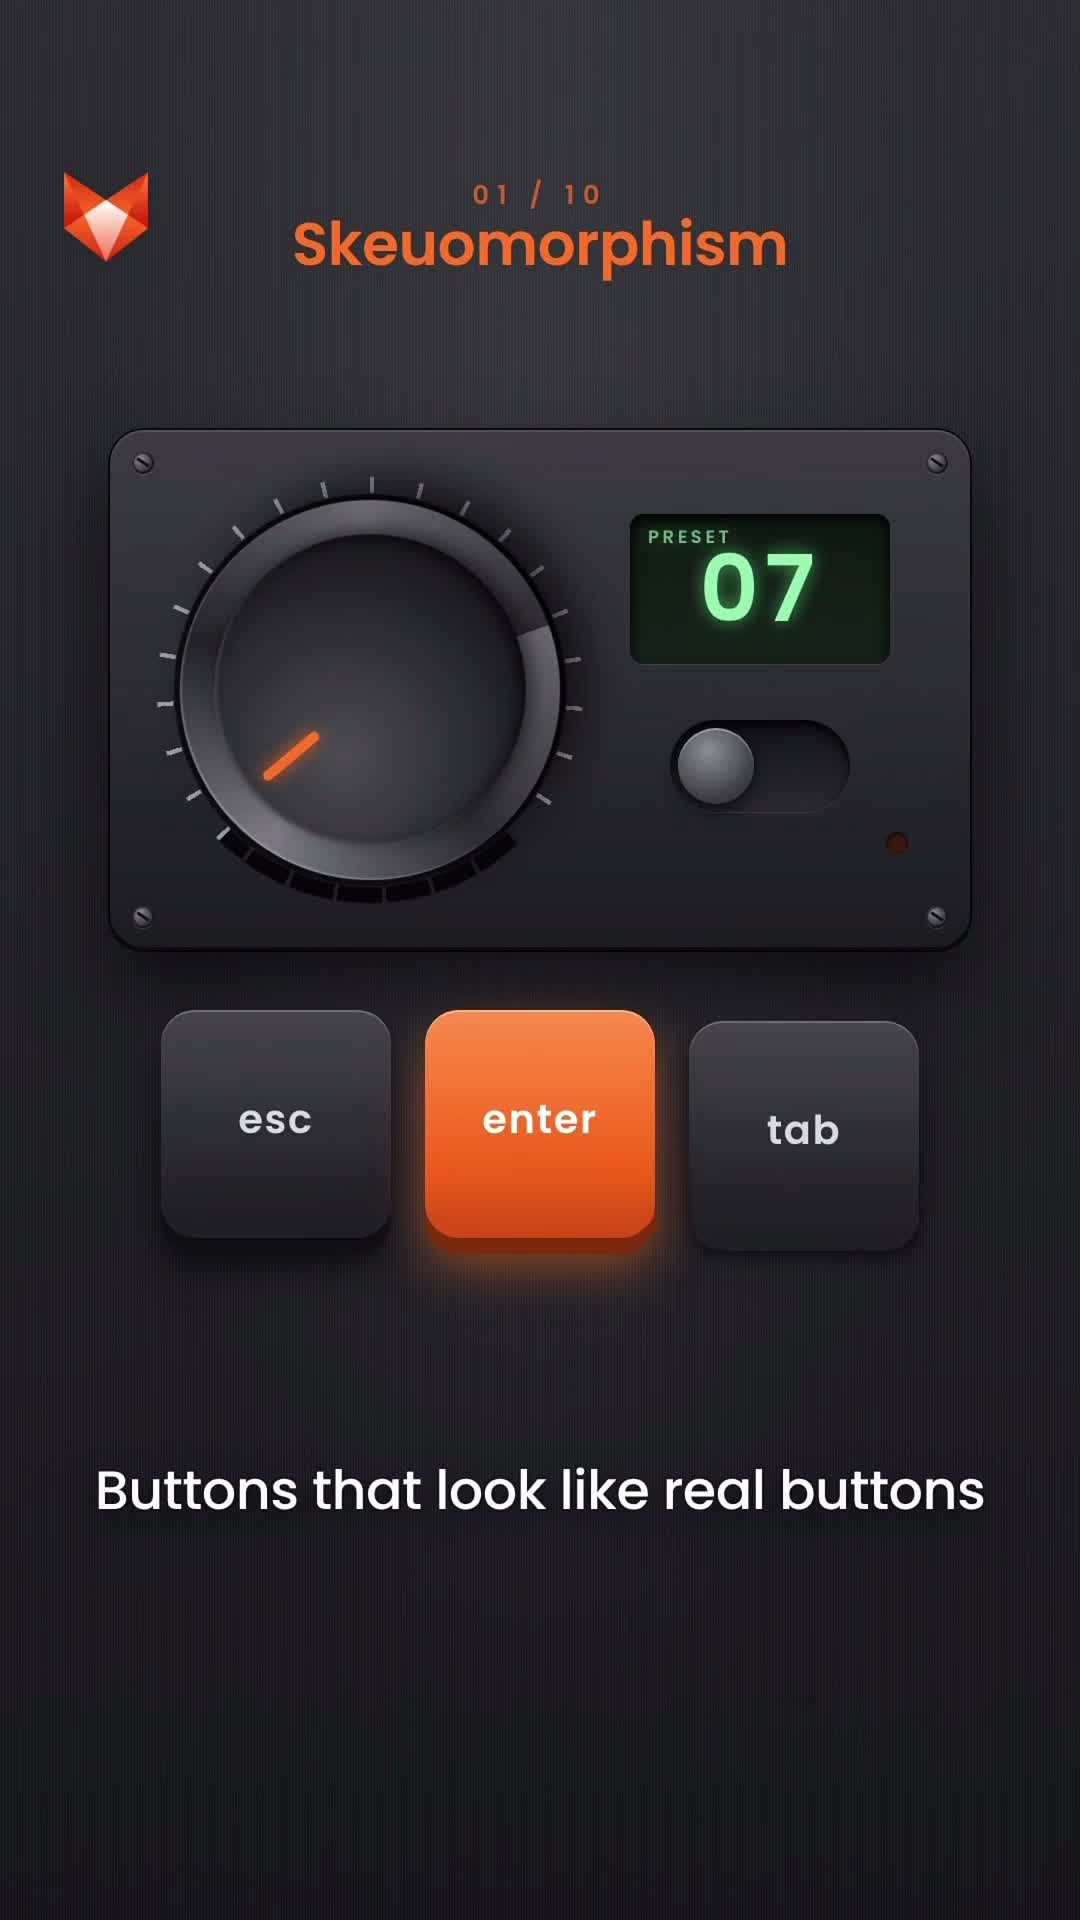 01 / 10
Skeuomorphism
PRESET
07
esc
enter
tab
Buttons that look like real buttons